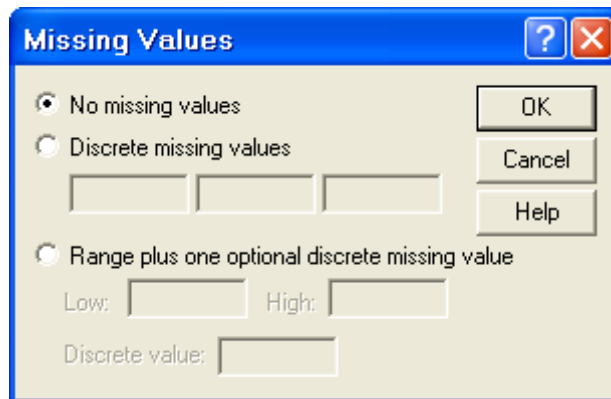 Missing Values
?
No missing values
OK
Discrete missing values
Cancel
Help
Range plus one optional discrete missing value
Low: High:
Discrete value: